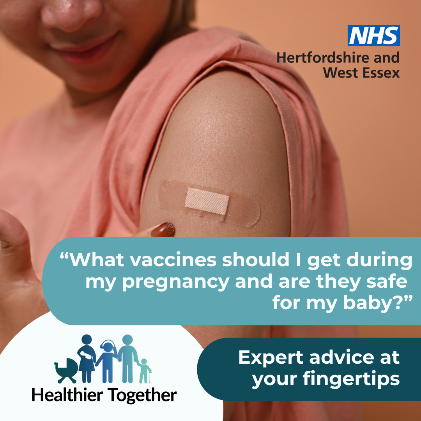 NHS
Hertfordshire and
West Essex
“What vaccines should I get during
my pregnancy and are they safe
for my baby?”
Expert advice at
your fingertips
Healthier Together